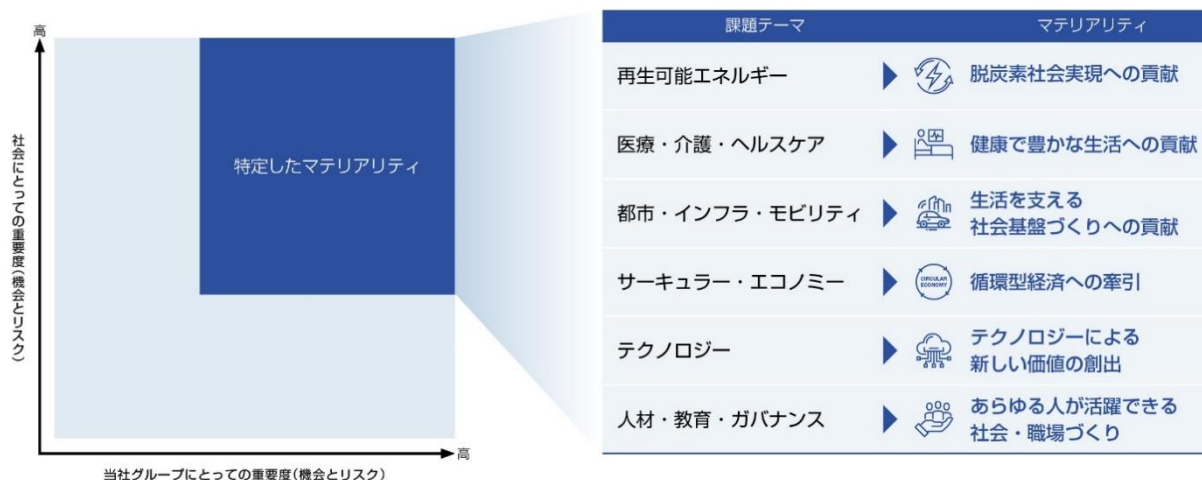 高
社会にとっての重要度(機会とリスク)
特定したマテリアリティ
高
当社グループにとっての重要度(機会とリスク)
課題テーマ
マテリアリティ
再生可能エネルギー
脱炭素社会実現への貢献
医療・介護・ヘルスケア
健康で豊かな生活への貢献
都市・インフラ・モビリティ
生活を支える
社会基盤づくりへの貢献
サーキュラー・エコノミー
CIRCULAR
ECONOMY
循環型経済への牽引
テクノロジー
テクノロジーによる
新しい価値の創出
人材・教育・ガバナンス
あらゆる人が活躍できる
社会・職場づくり